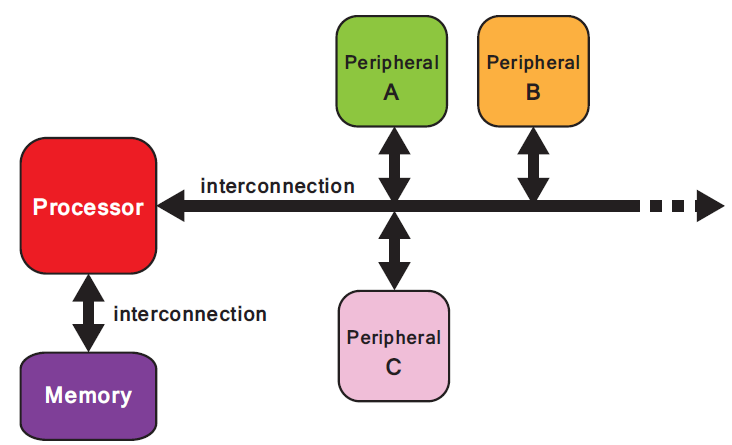 Peripheral
A
Peripheral
B
interconnection
Processor
interconnection
Peripheral
C
Memory